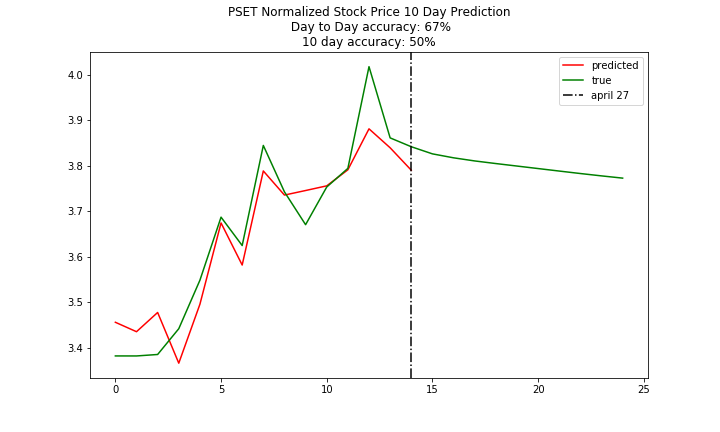 PSET Normalized Stock Price 10 Day Prediction
Day to Day accuracy: 67%
10 day accuracy: 50%
predicted
true
april 27
4.0
3.9
3.8
3.7
3.6
3.5
3.4
0 5 10 15 20 25